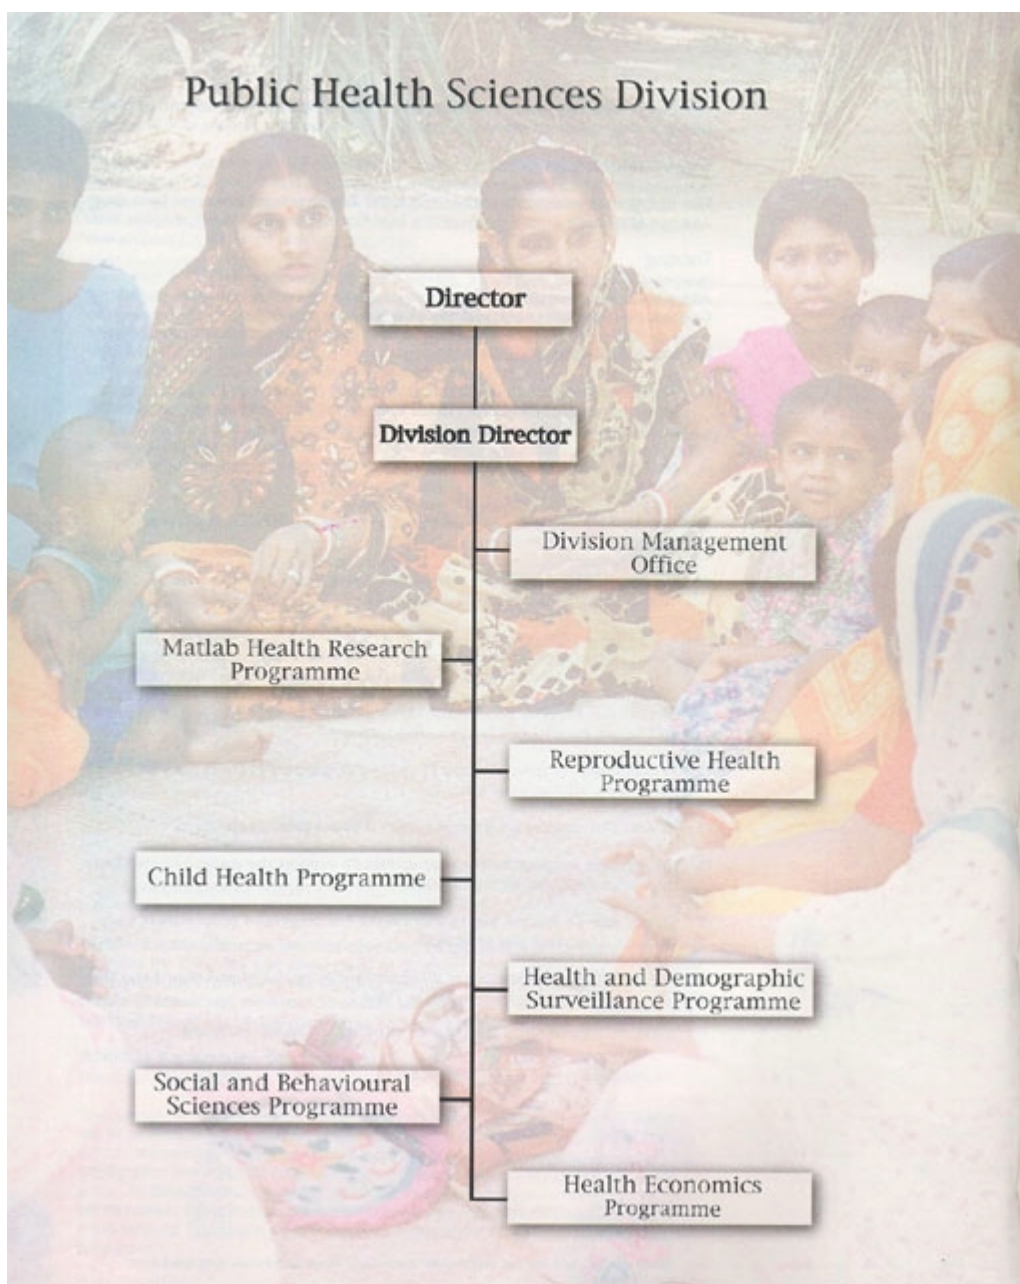 Public Health Sciences Division
Director
Division Director
Division Management
Office
Matlab Health Research
Programme
Reproductive Health
Programme
Child Health Programme
Health and Demographic
Surveillance Programme
Social and Behavioural
Sciences Programme
Health Economics
Programme